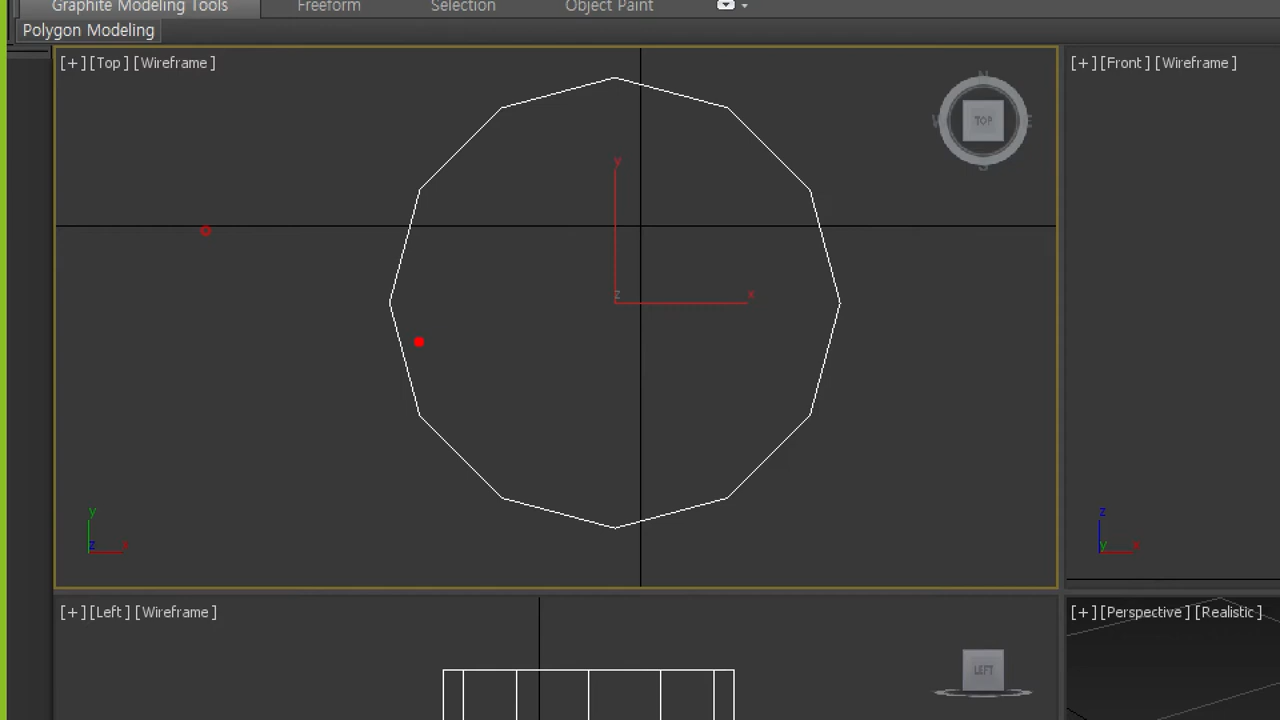 Graphite Modeling Tools Freeform Selection Object Paint
Polygon Modeling
[+] [Top] [Wireframe]
[+] [Front] [Wireframe]
N
W TOP E
S
y
z x
y
z x
z
y x
[+] [Left] [Wireframe]
[+] [Perspective] [Realistic]
LEFT